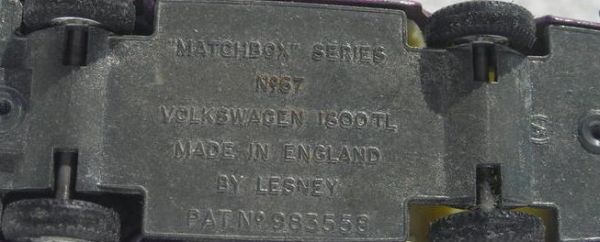 "MATCHBOX" SERIES
Nº67
VOLKSWAGEN 1600TL
MADE IN ENGLAND
BY LESNEY
PAT. Nº 983558